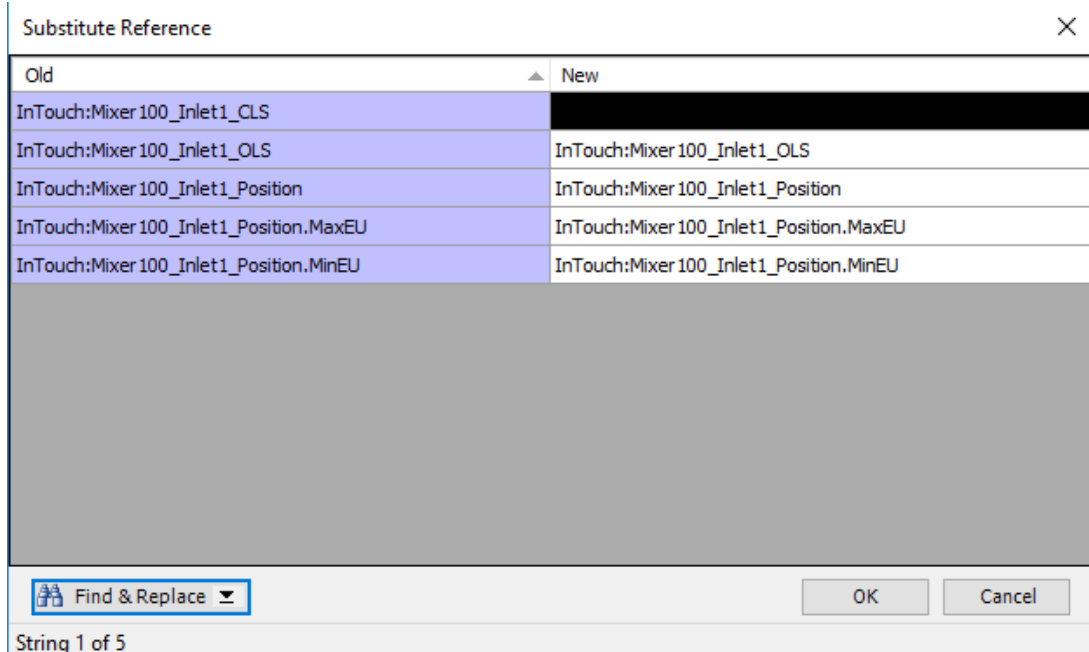 Substitute Reference
Old New
InTouch:Mixer100_Inlet1_CLS
InTouch:Mixer100_Inlet1_OLS InTouch:Mixer100_Inlet1_OLS
InTouch:Mixer100_Inlet1_Position InTouch:Mixer100_Inlet1_Position
InTouch:Mixer100_Inlet1_Position.MaxEU InTouch:Mixer100_Inlet1_Position.MaxEU
InTouch:Mixer100_Inlet1_Position.MinEU InTouch:Mixer100_Inlet1_Position.MinEU
Find & Replace OK Cancel
String 1 of 5